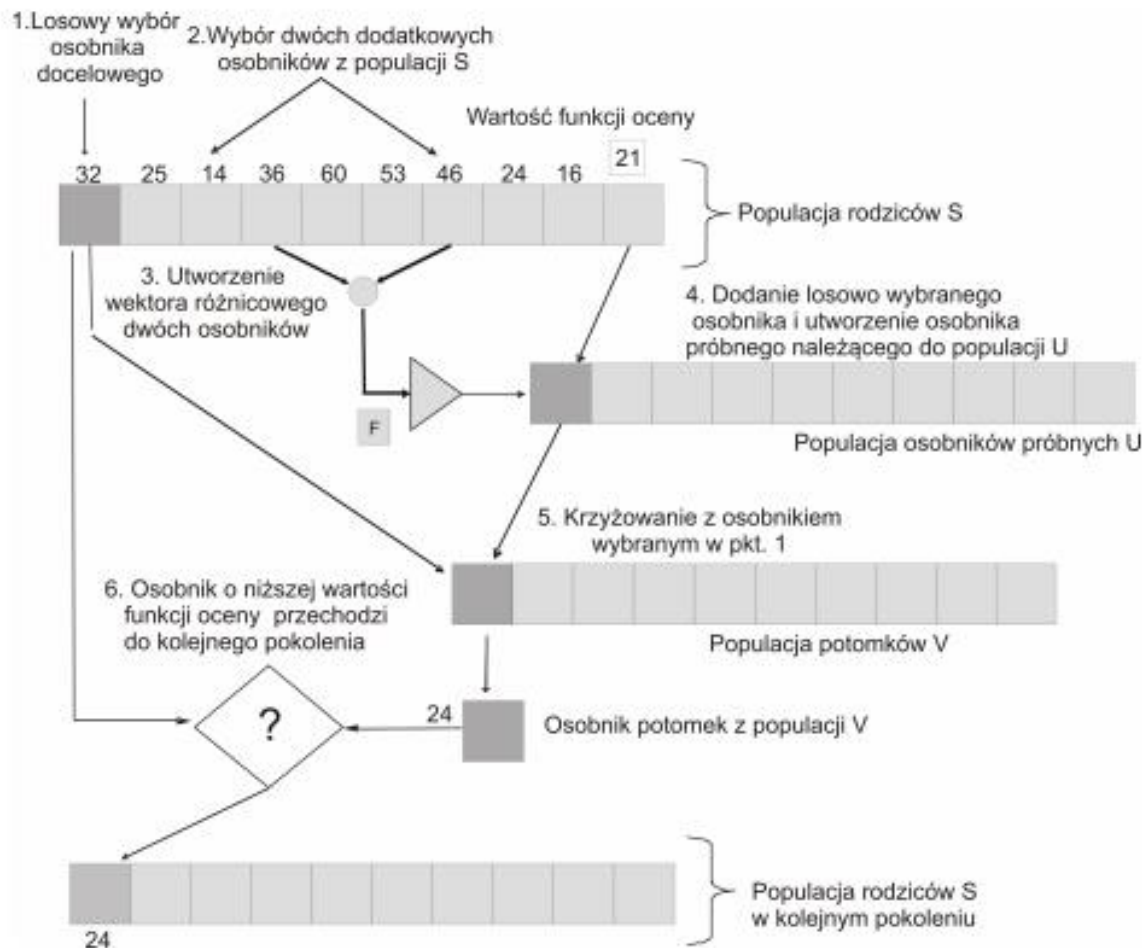 1.Losowy wybór
osobnika
docelowego
2.Wybór dwóch dodatkowych
osobników z populacji S
Wartość funkcji oceny
32 25 14 36 60 53 46 24 16 21
Populacja rodziców S
3. Utworzenie
wektora różnicowego
dwóch osobników
4. Dodanie losowo wybranego
osobnika i utworzenie osobnika
próbnego należącego do populacji U
F
Populacja osobników próbnych U
5. Krzyżowanie z osobnikiem
wybranym w pkt. 1
6. Osobnik o niższej wartości
funkcji oceny przechodzi
do kolejnego pokolenia
Populacja potomków V
?
24
Osobnik potomek z populacji V
Populacja rodziców S
w kolejnym pokoleniu
24